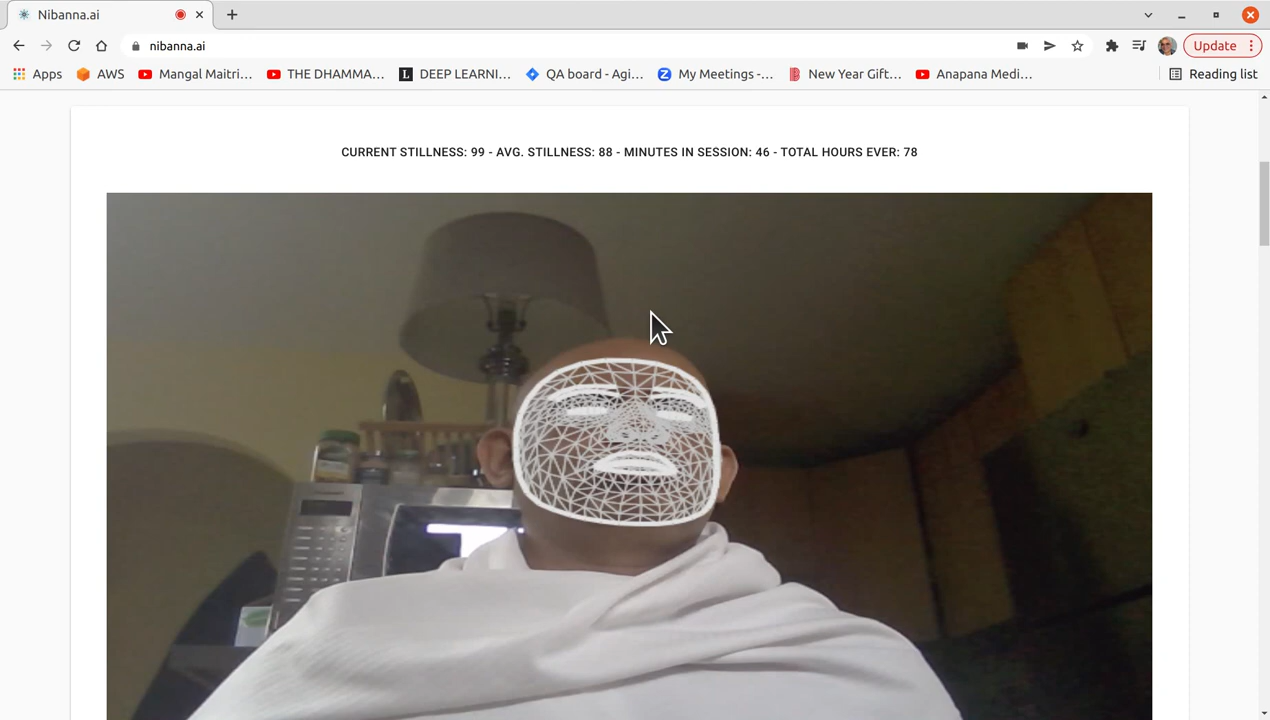 Nibanna.ai
nibanna.ai
Update
Apps
AWS
Mangal Maitri...
THE DHAMMA...
DEEP LEARNI...
QA board - Agi...
My Meetings -...
New Year Gift...
Anapana Medi...
Reading list
CURRENT STILLNESS: 99 - AVG. STILLNESS: 88 - MINUTES IN SESSION: 46 - TOTAL HOURS EVER: 78